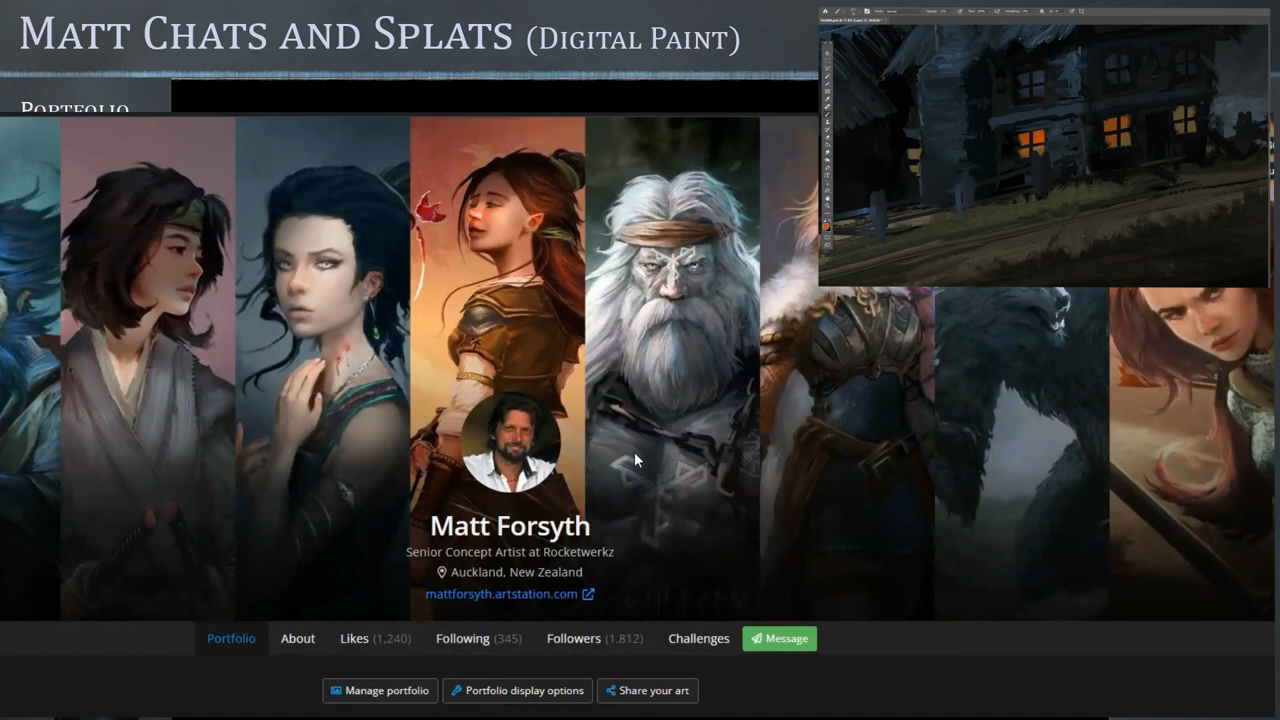 MATT CHATS AND SPLATS (DIGITAL PAINT)
PORTFOLIO
Matt Forsyth
Senior Concept Artist at Rocketwerkz
Auckland, New Zealand
mattforsyth.artstation.com
Portfolio About Likes (1,240) Following (345) Followers (1,812) Challenges Message
Manage portfolio Portfolio display options Share your art